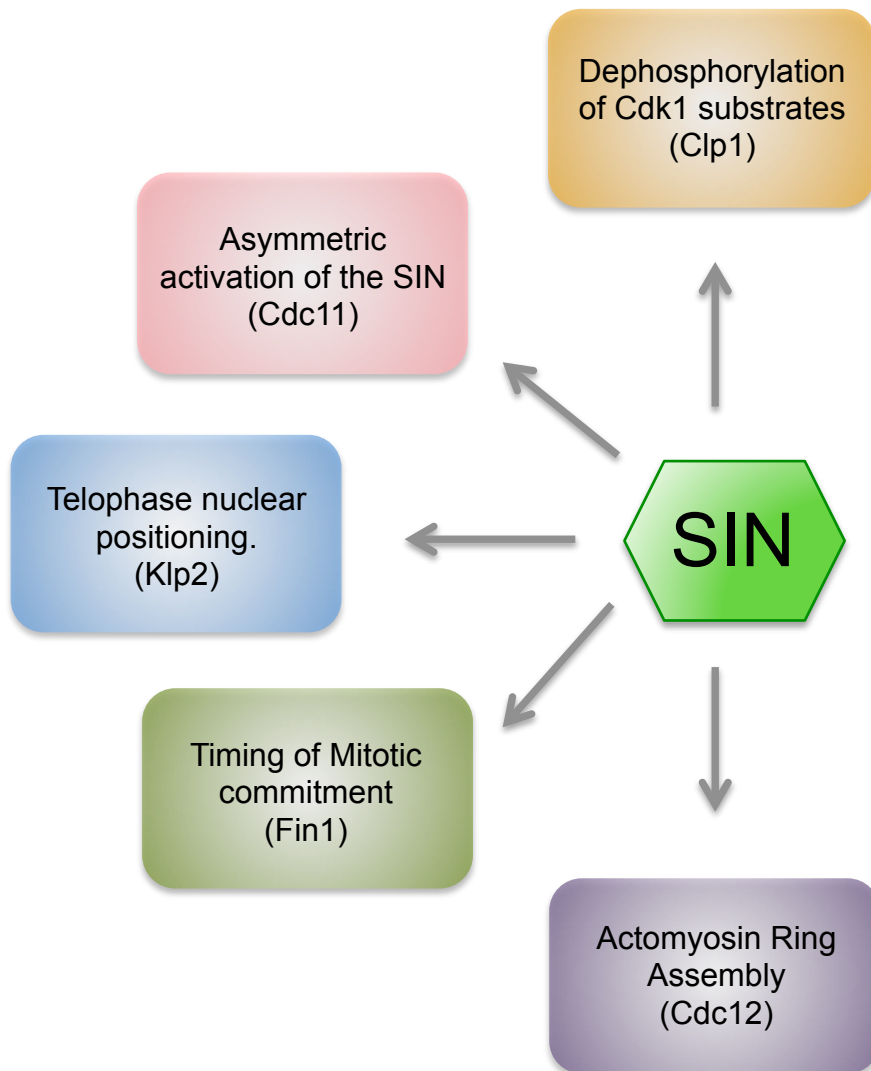 Dephosphorylation
of Cdk1 substrates
(Clp1)
Asymmetric
activation of the SIN
(Cdc11)
Telophase nuclear
positioning.
(Klp2)
SIN
Timing of Mitotic
commitment
(Fin1)
Actomyosin Ring
Assembly
(Cdc12)